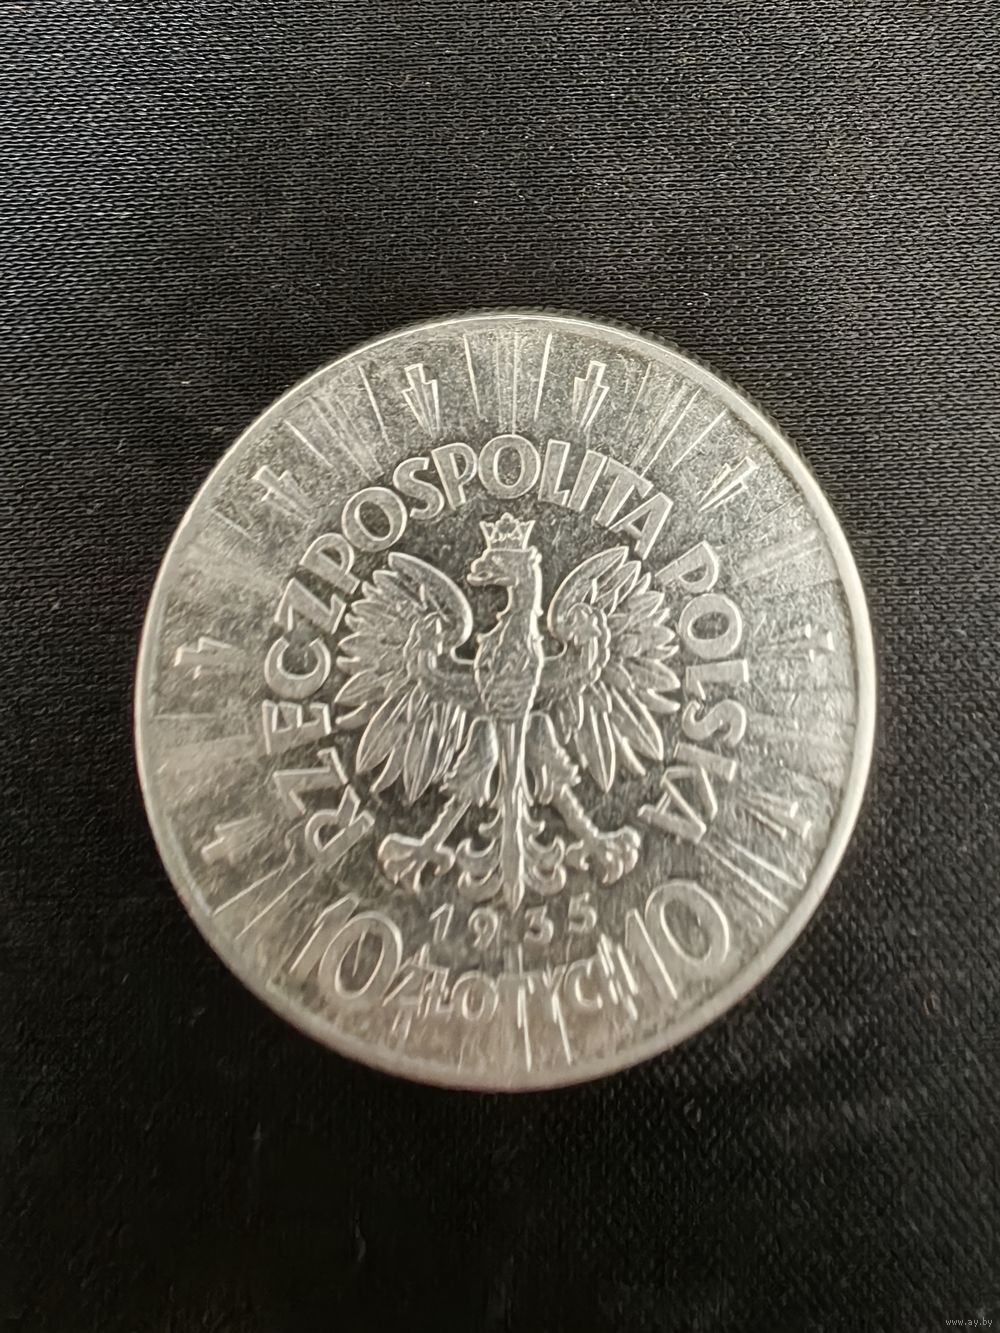 RZECZPOSPOLITA POLSKA
1935
10 ZŁOTYCH 10
www.ay.by